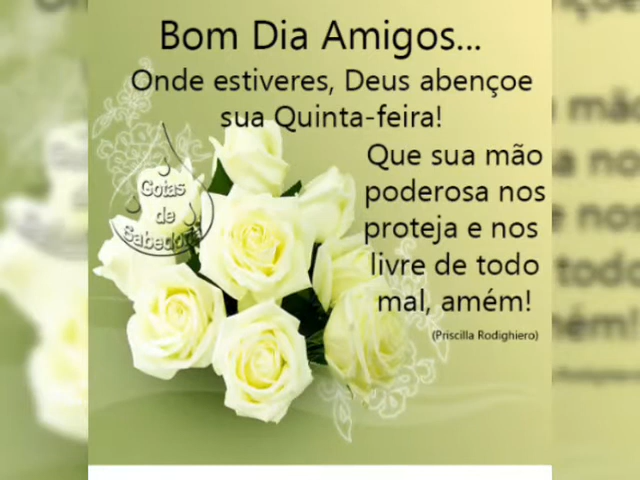 Bom Dia Amigos...
Onde estiveres, Deus abençoe
sua Quinta-feira!
Que sua mão
poderosa nos
proteja e nos
livre de todo
mal, amém!
(Priscilla Rodighiero)
Gotas
de
Sabedoria